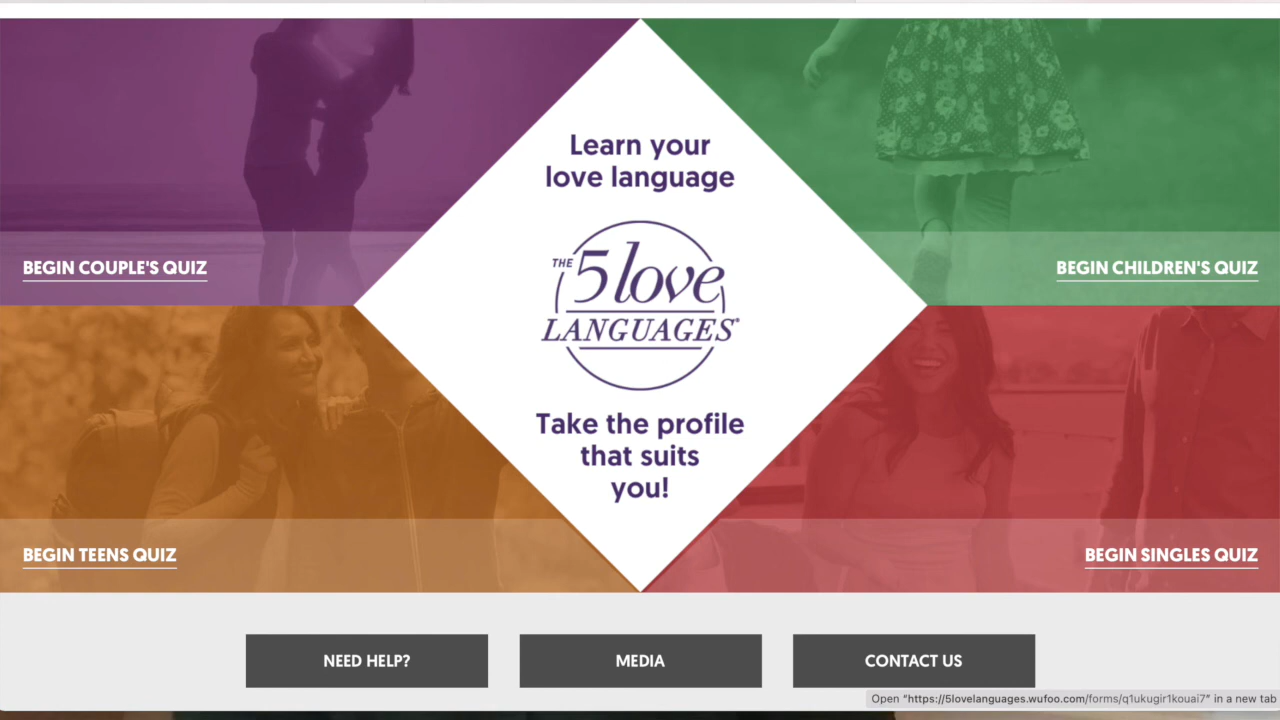 Learn your
love language
THE 5 love
LANGUAGES®
Take the profile
that suits
you!
BEGIN COUPLE'S QUIZ
BEGIN CHILDREN'S QUIZ
BEGIN TEENS QUIZ
BEGIN SINGLES QUIZ
NEED HELP?
MEDIA
CONTACT US
Open “https://5lovelanguages.wufoo.com/forms/q1ukugir1kouai7” in a new tab